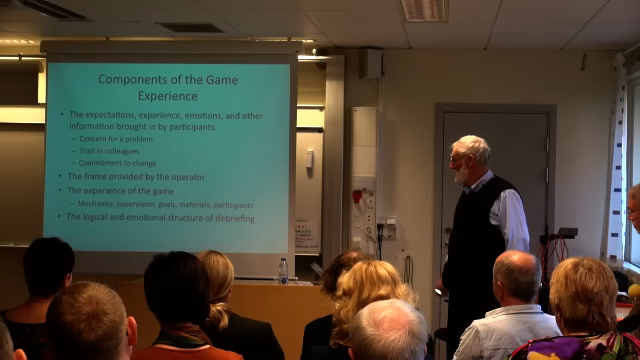 Components of the Game
Experience
• The expectations, experience, emotions, and other
information brought in by participants.
– Concern for a problem
– Trust in colleagues
– Commitment to change
• The frame provided by the operator
• The experience of the game
– Mechanics, supervision, goals, materials, participants
• The logical and emotional structure of debriefing